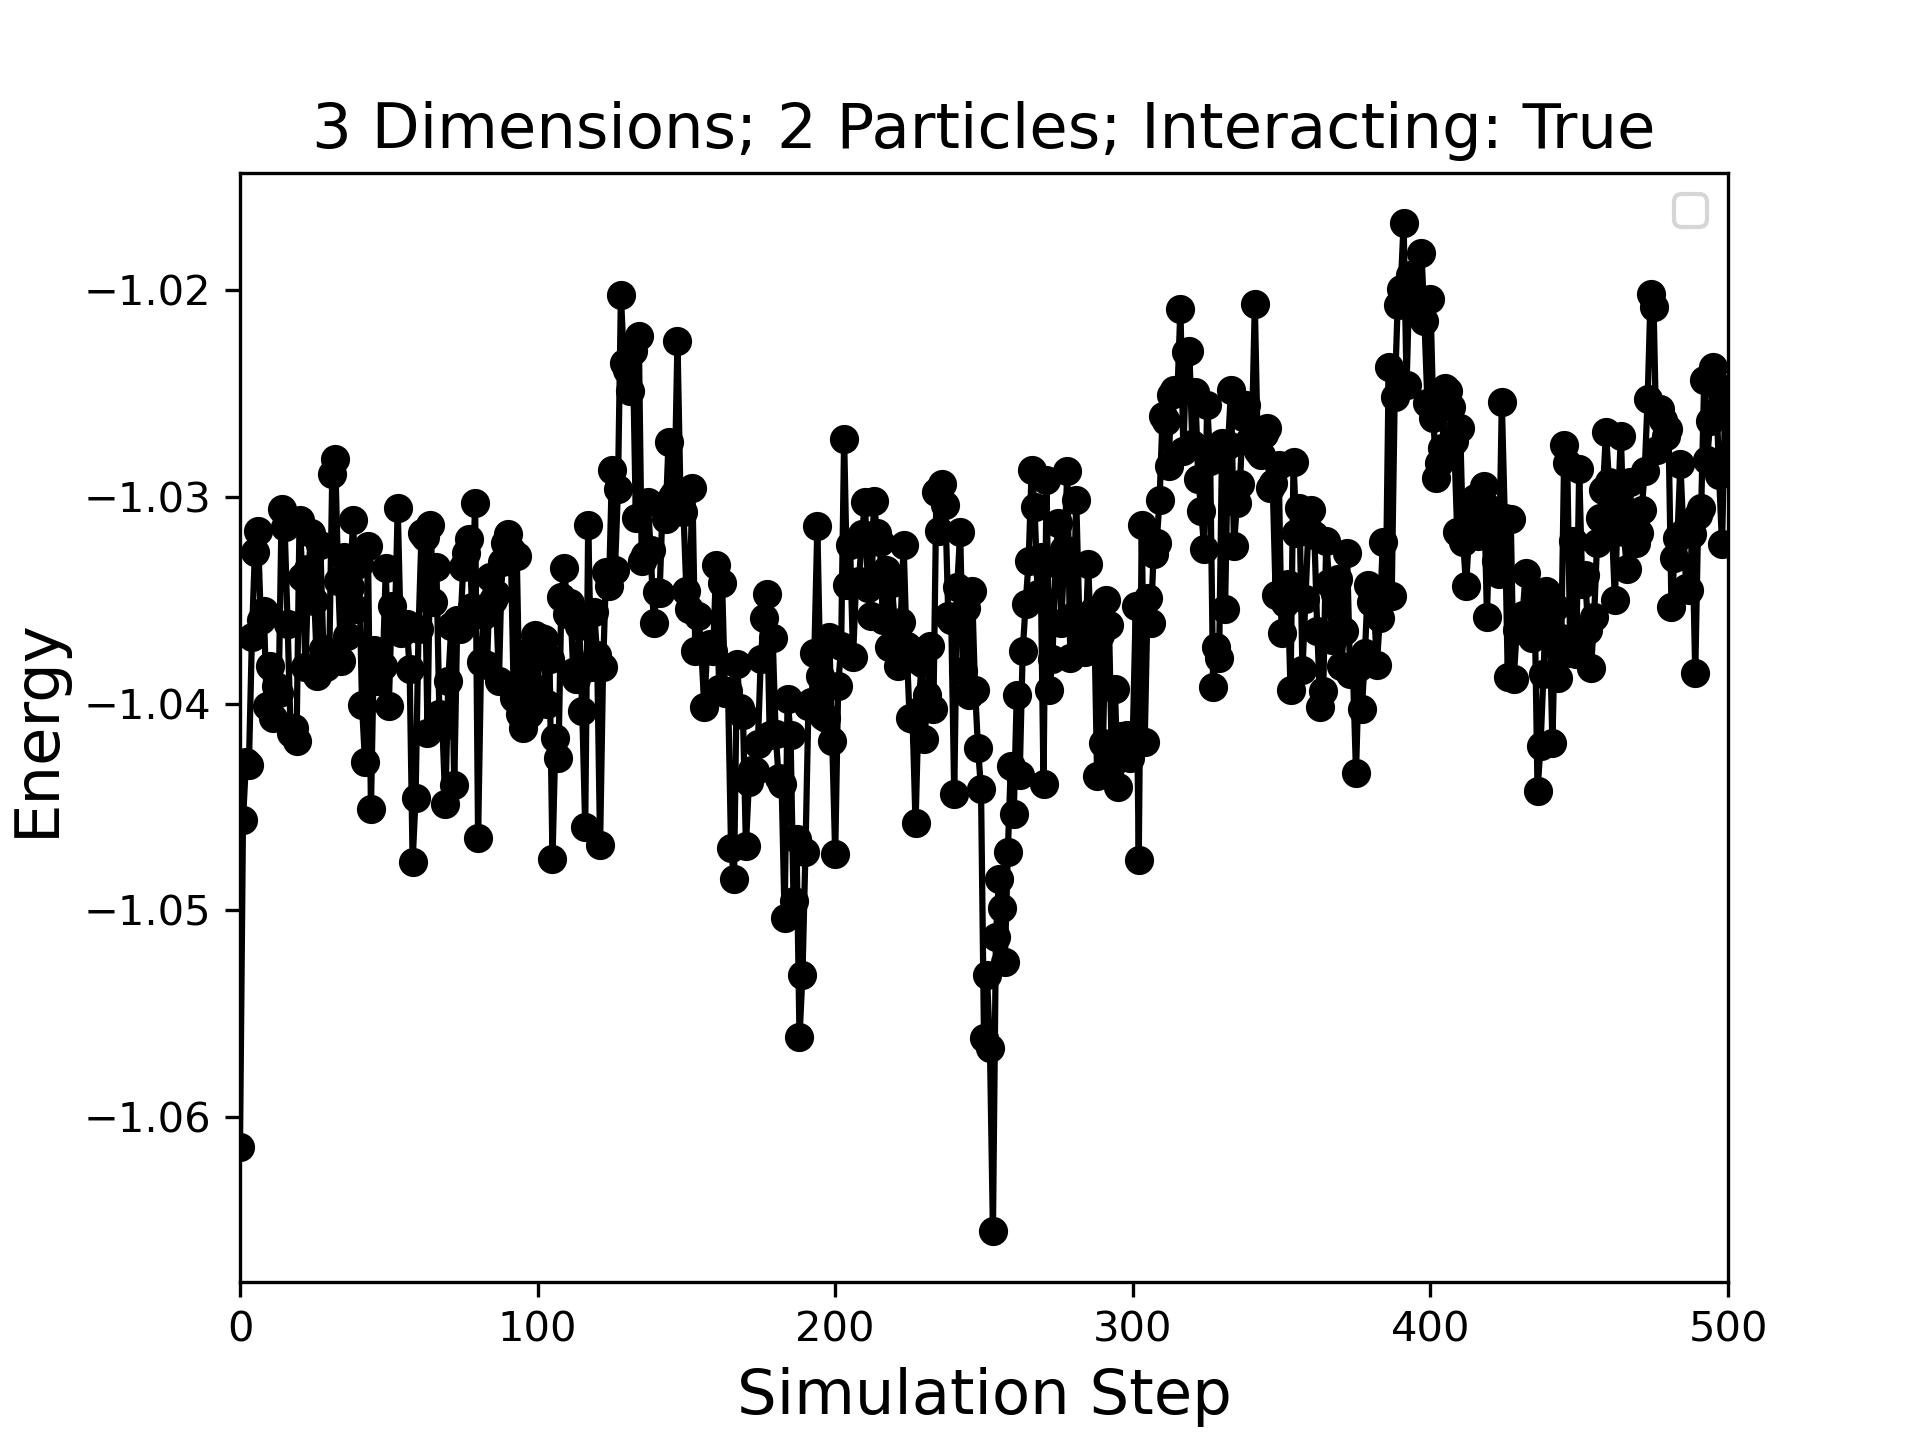 3 Dimensions; 2 Particles; Interacting: True
−1.02
−1.03
−1.04
−1.05
−1.06
Energy
0 100 200 300 400 500
Simulation Step